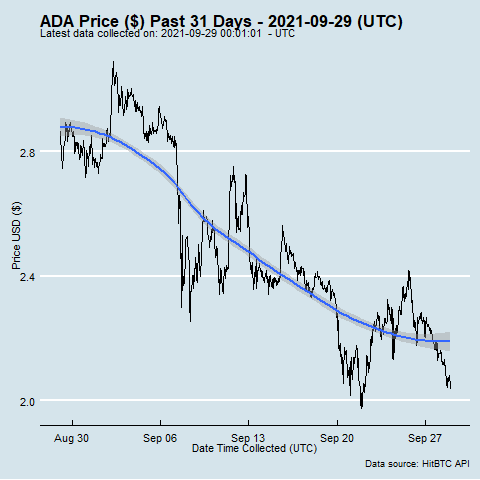 ADA Price ($) Past 31 Days - 2021-09-29 (UTC)
Latest data collected on: 2021-09-29 00:01:01 - UTC
2.8
2.4
2.0
Price USD ($)
Aug 30 Sep 06 Sep 13 Sep 20 Sep 27
Date Time Collected (UTC)
Data source: HitBTC API